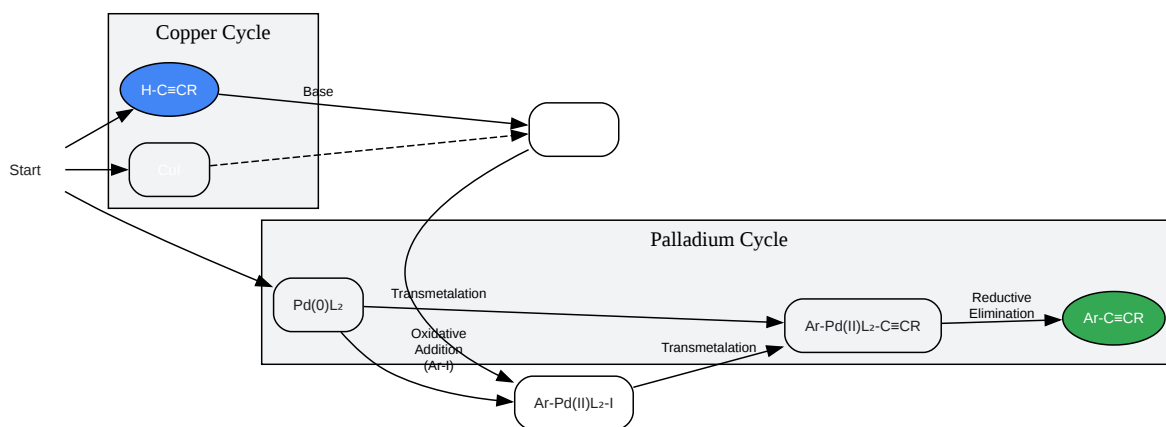 Copper Cycle
H-C≡CR
Base
Start
CuI
Palladium Cycle
Pd(0)L₂
Transmetalation
Reductive
Elimination
Ar-C≡CR
Ar-Pd(II)L₂-C≡CR
Oxidative
Addition
(Ar-I)
Transmetalation
Ar-Pd(II)L₂-I